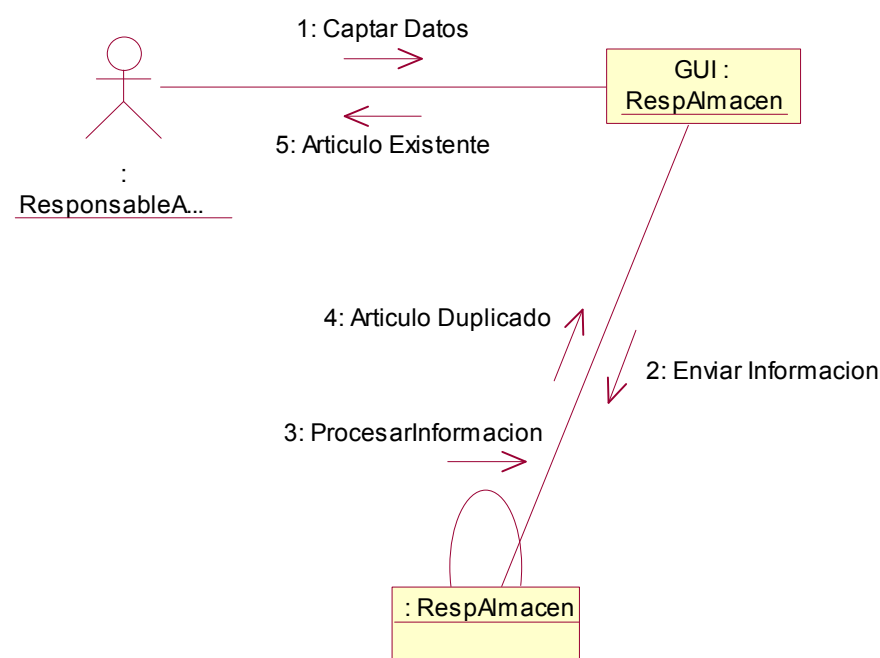 1: Captar Datos
GUI :
RespAlmacen
5: Articulo Existente
:
ResponsableA...
4: Articulo Duplicado
2: Enviar Informacion
3: ProcesarInformacion
: RespAlmacen